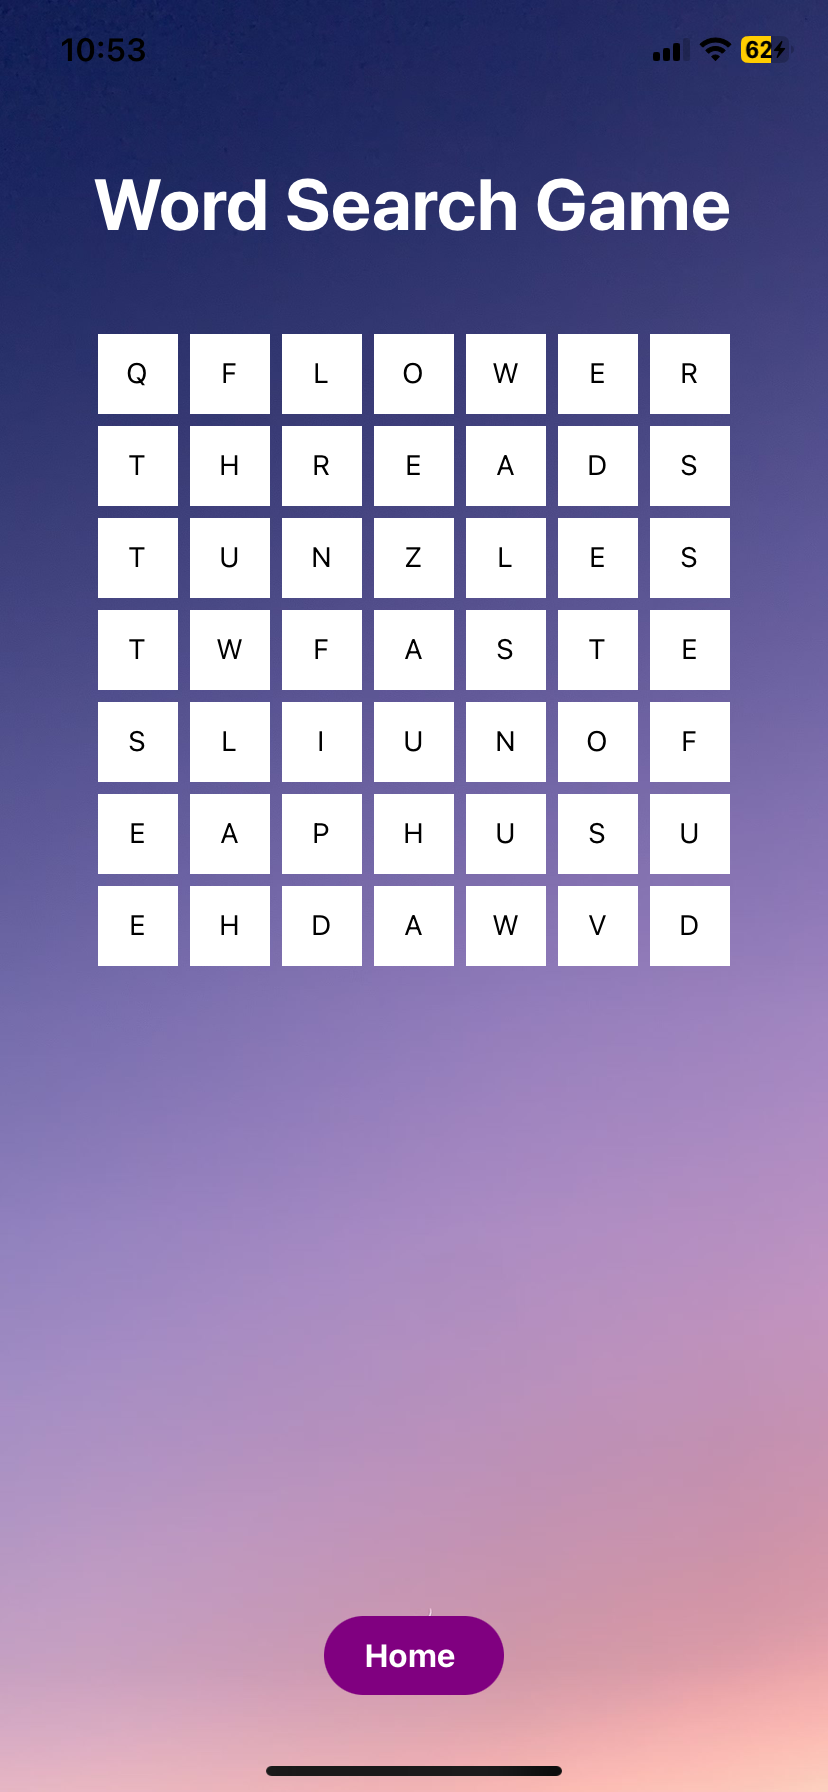 10:53
62
Word Search Game
Q F L O W E R
T H R E A D S
T U N Z L E S
T W F A S T E
S L I U N O F
E A P H U S U
E H D A W V D
Home